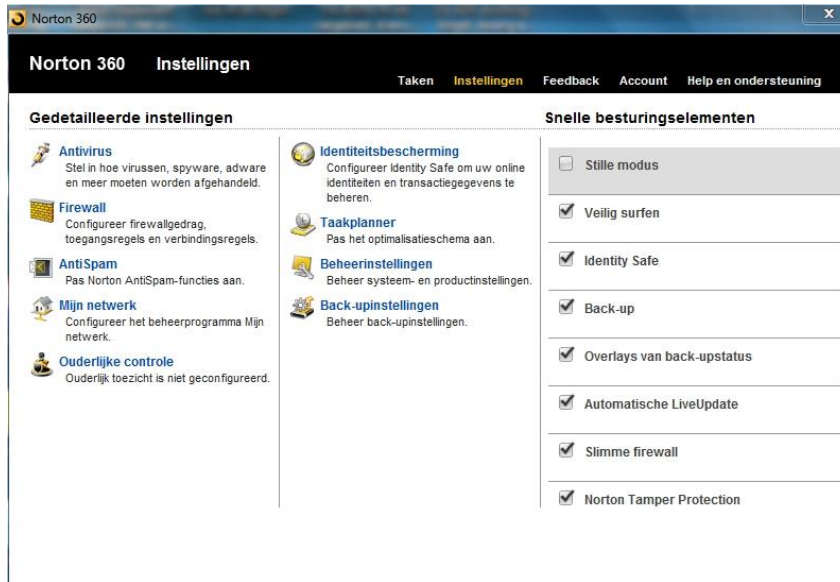 Norton 360
x
Norton 360 Instellingen
Taken Instellingen Feedback Account Help en ondersteuning
Gedetailleerde instellingen
Antivirus
Stel in hoe virussen, spyware, adware
en meer moeten worden afgehandeld.
Firewall
Configureer firewallgedrag,
toegangsregels en verbindingsregels.
AntiSpam
Pas Norton AntiSpam-functies aan.
Mijn netwerk
Configureer het beheerprogramma Mijn
netwerk.
Ouderlijke controle
Ouderlijk toezicht is niet geconfigureerd.
Identiteitsbescherming
Configureer Identity Safe om uw online
identiteiten en transactiegegevens te
beheren.
Taakplanner
Pas het optimalisatieschema aan.
Beheerinstellingen
Beheer systeem- en productinstellingen.
Back-upinstellingen
Beheer back-upinstellingen.
Snelle besturingselementen
Stille modus
Veilig surfen
Identity Safe
Back-up
Overlays van back-upstatus
Automatische LiveUpdate
Slimme firewall
Norton Tamper Protection